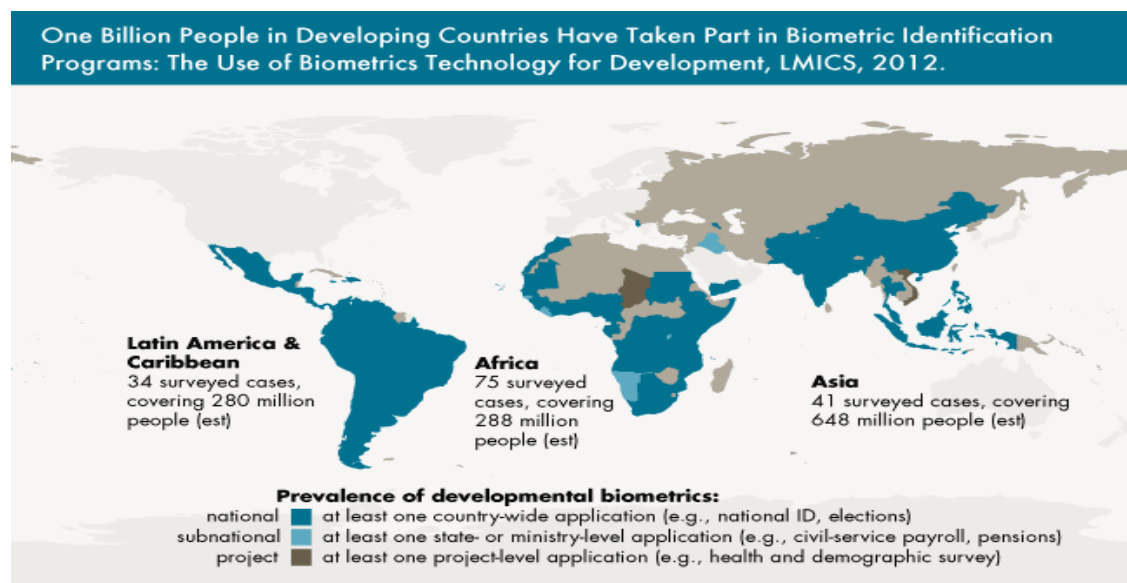 One Billion People in Developing Countries Have Taken Part in Biometric Identification
Programs: The Use of Biometrics Technology for Development, LMICS, 2012.
Latin America &
Caribbean
34 surveyed cases,
covering 280 million
people (est)
Africa
75 surveyed
cases, covering
288 million
people (est)
Asia
41 surveyed cases, covering
648 million people (est)
Prevalence of developmental biometrics:
national at least one country-wide application (e.g., national ID, elections)
subnational at least one state- or ministry-level application (e.g., civil-service payroll, pensions)
project at least one project-level application (e.g., health and demographic survey)